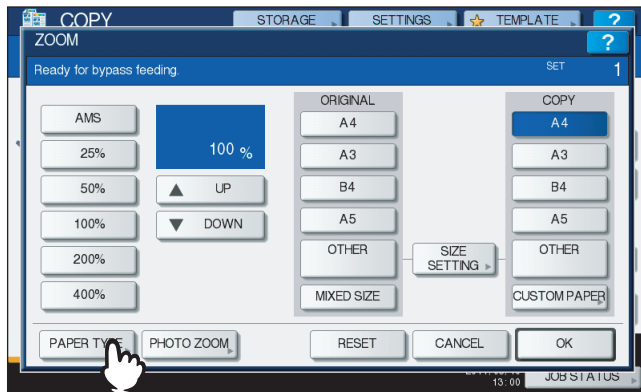 COPY STORAGE SETTINGS TEMPLATE ?
ZOOM ?
Ready for bypass feeding. SET 1
ORIGINAL COPY
AMS A4 A4
25% 100 % A3 A3
50% UP B4 B4
100% DOWN A5 A5
200% OTHER SIZE SETTING OTHER
400% MIXED SIZE CUSTOM PAPER
PAPER TYPE PHOTO ZOOM RESET CANCEL OK
13:00 JOB STATUS